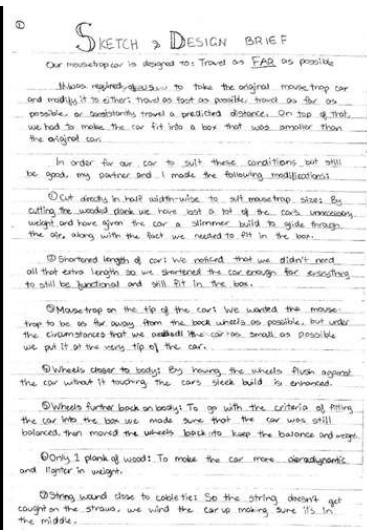 ①
SKETCH & DESIGN BRIEF
Our mousetrap car is designed to: Travel as FAR as possible
It was required, of us, to take the original mouse trap car
and modify it to either: travel as fast as possible, travel as far as
possible, or consistantly travel a predicted distance. On top of that,
we had to make the car fit into a box that was smaller than
the original car.
In order for our car to suit these conditions but still
be good, my partner and I made the following modifications:
① Cut directly in half width-wise to suit mouse trap size: By
cutting the wooded plank we have lost a lot of the cars unnecessary
weight and have given the car a slimmer build to glide through
the air, along with the fact we needed to fit in the box.
② Shortened length of car: We noticed that we didn't need
all that extra length so we shortened the car enough for everything
to still be functional and still fit in the box.
③ Mouse trap on the tip of the car: We wanted the mouse-
trap to be as far away from the back wheels as possible, but under
the circumstances that we the car as small as possible
we put it at the very tip of the car.
④ Wheels closer to body: By having the wheels flush against
the car without it touching the cars sleek build is enhanced.
⑤ Wheels further back on body: To go with the criteria of fitting
the car into the box we made sure that the car was still
balanced, then moved the wheels back to keep the balance and weight.
⑥ Only 1 plank of wood: To make the car more aerodynamic
and lighter in weight.
⑦ String wound close to cable ties: So the string doesn't get
caught on the straws, we wind the car up making sure it's in
the middle.